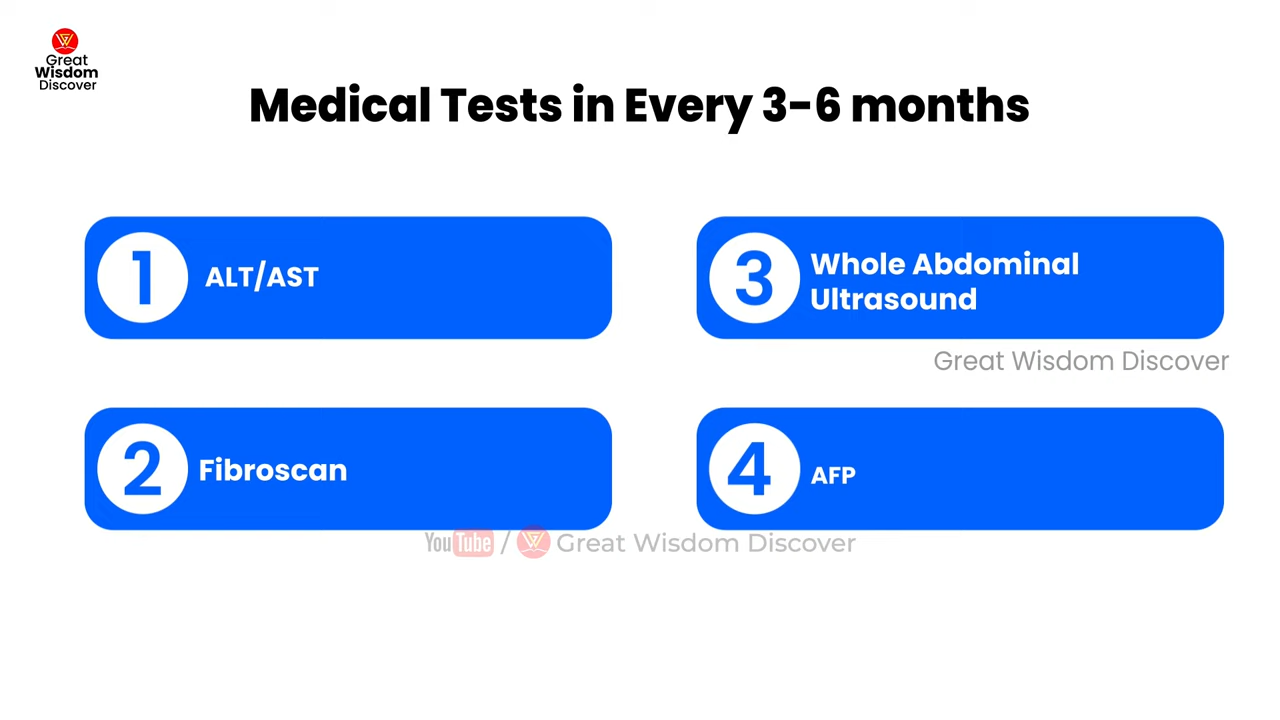 Great
Wisdom
Discover
Medical Tests in Every 3-6 months
1 ALT/AST
2 Fibroscan
3 Whole Abdominal
Ultrasound
Great Wisdom Discover
4 AFP
YouTube / Great Wisdom Discover